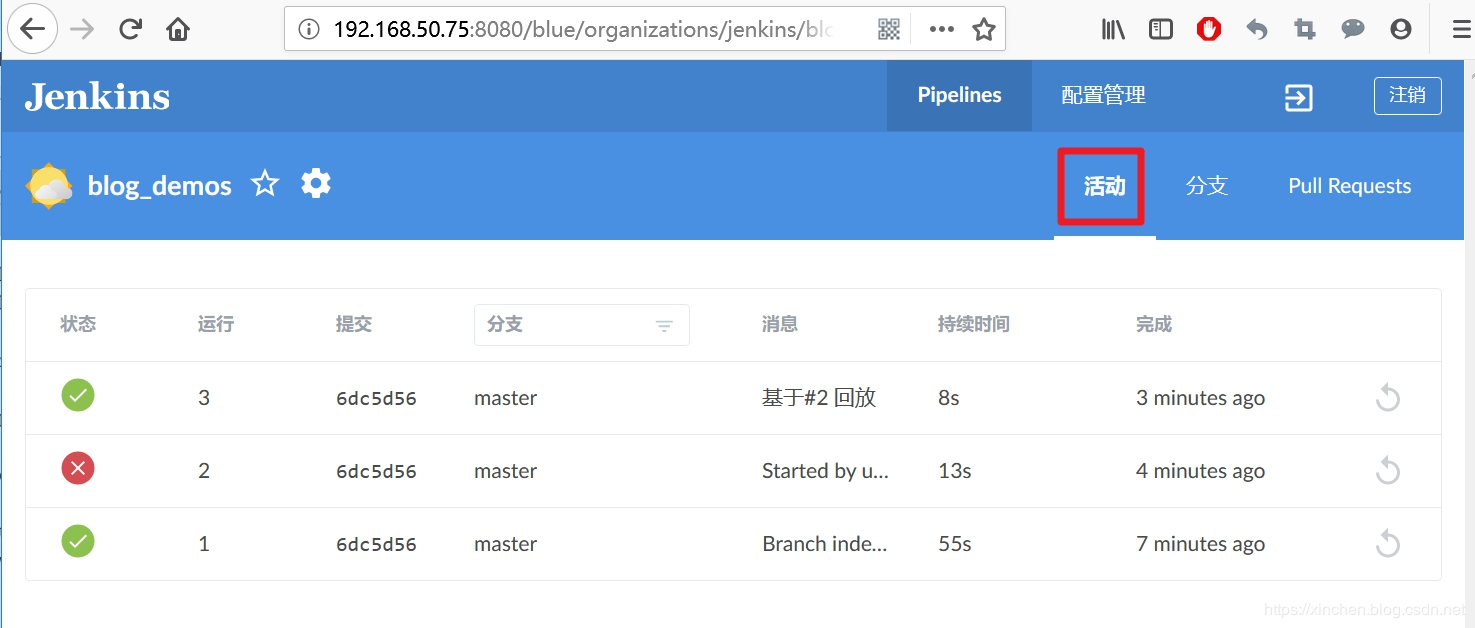 192.168.50.75:8080/blue/organizations/jenkins/blo
Jenkins Pipelines 配置管理 注销
blog_demos 活动 分支 Pull Requests
状态 运行 提交 分支 消息 持续时间 完成
3 6dc5d56 master 基于#2 回放 8s 3 minutes ago
2 6dc5d56 master Started by u... 13s 4 minutes ago
1 6dc5d56 master Branch inde... 55s 7 minutes ago
https://xinchen.blog.csdn.net